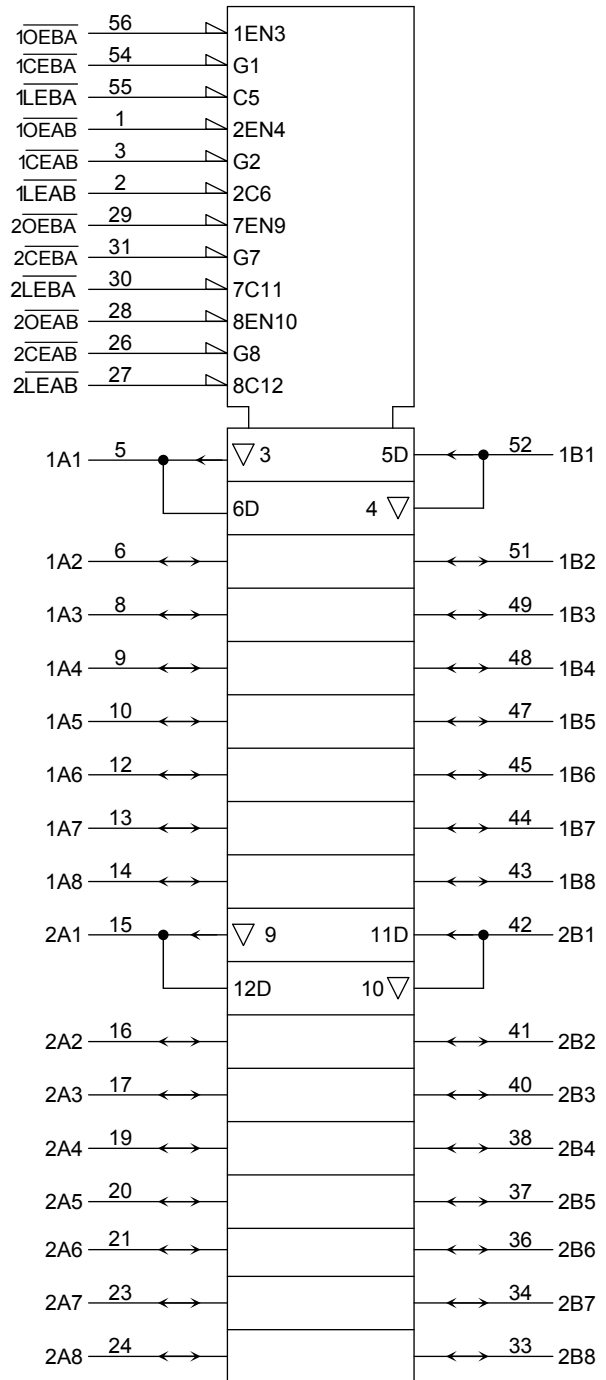 1OEBA 56 1EN3
1CEBA 54 G1
1LEBA 55 C5
1OEAB 1 2EN4
1CEAB 3 G2
1LEAB 2 2C6
2OEBA 29 7EN9
2CEBA 31 G7
2LEBA 30 7C11
2OEAB 28 8EN10
2CEAB 26 G8
2LEAB 27 8C12
1A1 5 ▽ 3 5D 52 1B1
6D 4 ▽
1A2 6 51 1B2
1A3 8 49 1B3
1A4 9 48 1B4
1A5 10 47 1B5
1A6 12 45 1B6
1A7 13 44 1B7
1A8 14 43 1B8
2A1 15 ▽ 9 11D 42 2B1
12D 10 ▽
2A2 16 41 2B2
2A3 17 40 2B3
2A4 19 38 2B4
2A5 20 37 2B5
2A6 21 36 2B6
2A7 23 34 2B7
2A8 24 33 2B8